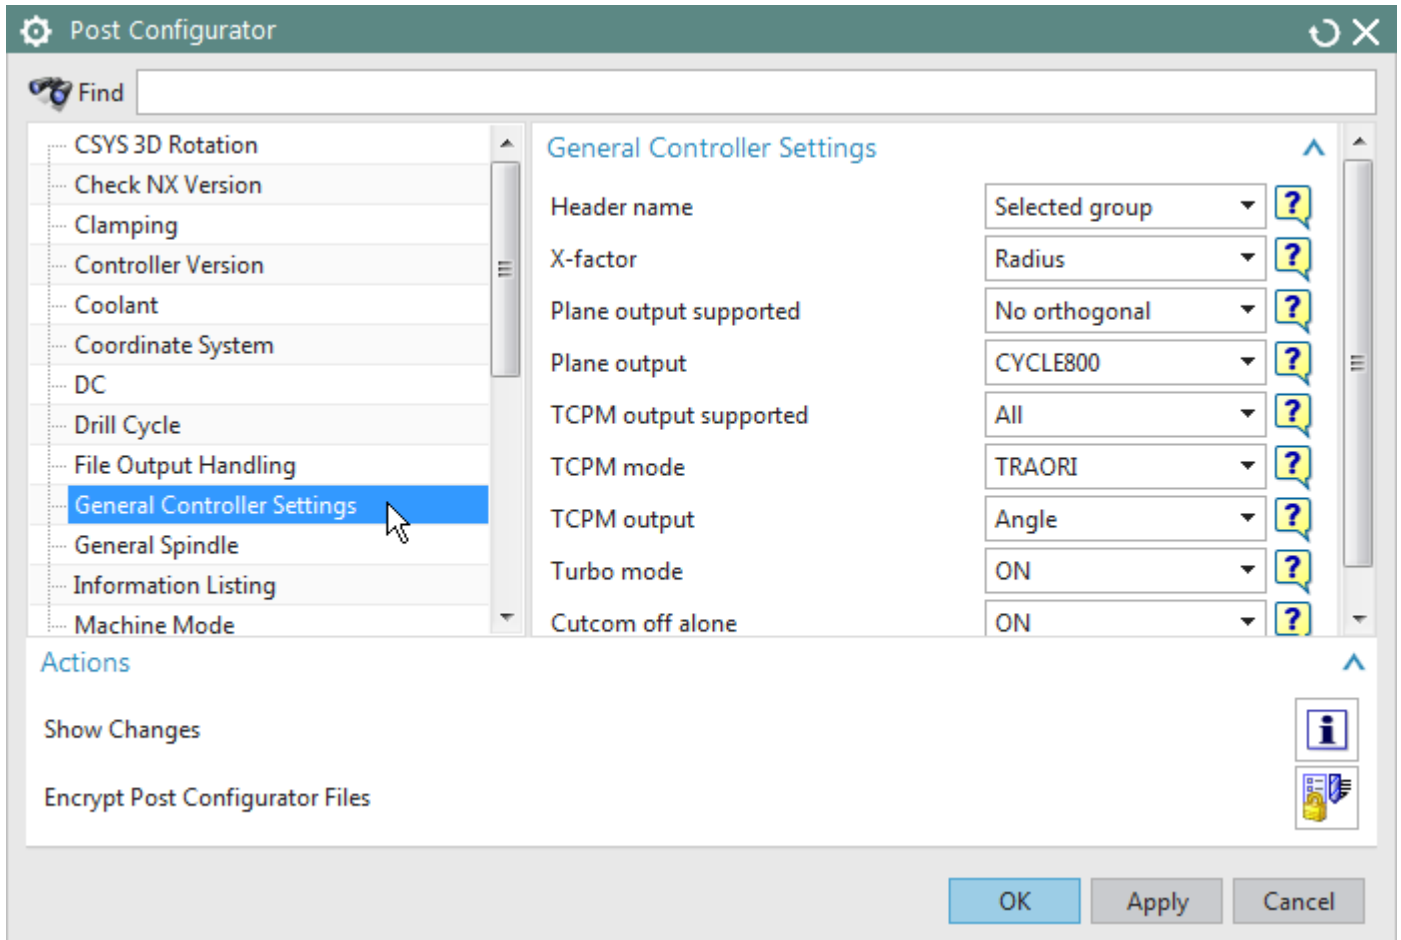 Post Configurator
Find
CSYS 3D Rotation
Check NX Version
Clamping
Controller Version
Coolant
Coordinate System
DC
Drill Cycle
File Output Handling
General Controller Settings
General Spindle
Information Listing
Machine Mode
General Controller Settings
Header name Selected group ?
X-factor Radius ?
Plane output supported No orthogonal ?
Plane output CYCLE800 ?
TCPM output supported All ?
TCPM mode TRAORI ?
TCPM output Angle ?
Turbo mode ON ?
Cutcom off alone ON ?
Actions
Show Changes i
Encrypt Post Configurator Files
OK Apply Cancel